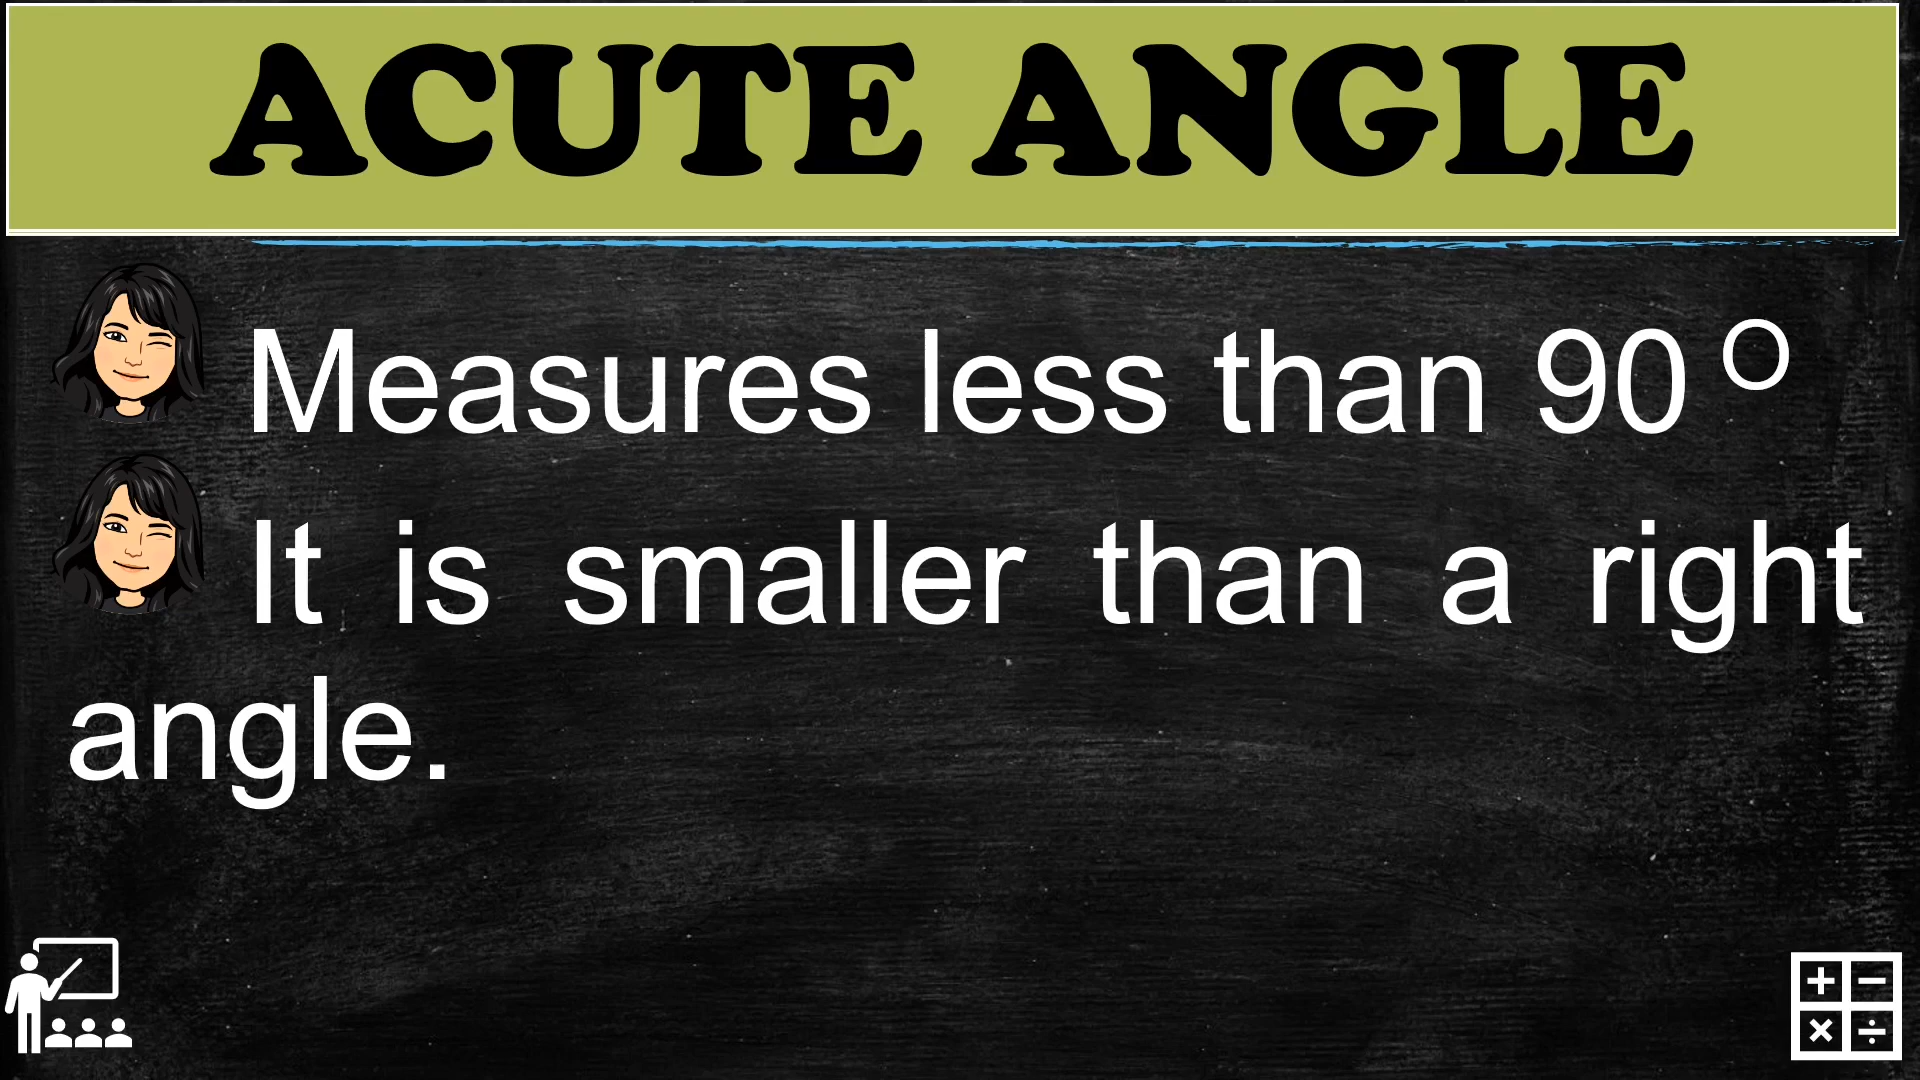 ACUTE ANGLE
Measures less than 90 O
It is smaller than a right
angle.